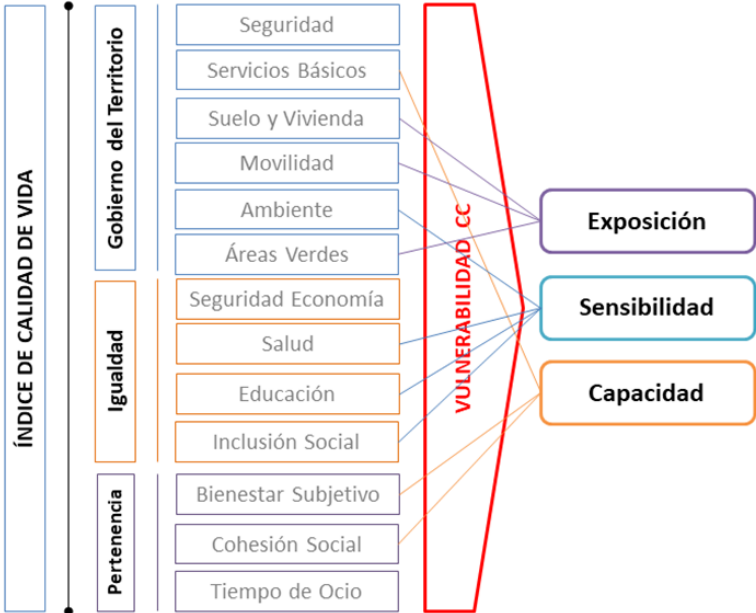 ÍNDICE DE CALIDAD DE VIDA
Gobierno del Territorio
Seguridad
Servicios Básicos
Suelo y Vivienda
Movilidad
Ambiente
Áreas Verdes
Igualdad
Seguridad Economía
Salud
Educación
Inclusión Social
Pertenencia
Bienestar Subjetivo
Cohesión Social
Tiempo de Ocio
VULNERABILIDAD CC
Exposición
Sensibilidad
Capacidad